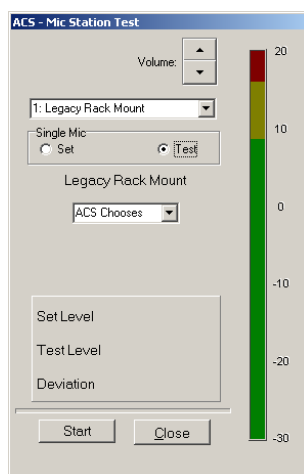 ACS - Mic Station Test
Volume:
1: Legacy Rack Mount
Single Mic
Set Test
Legacy Rack Mount
ACS Chooses
Set Level
Test Level
Deviation
Start Close
20
10
0
-10
-20
-30